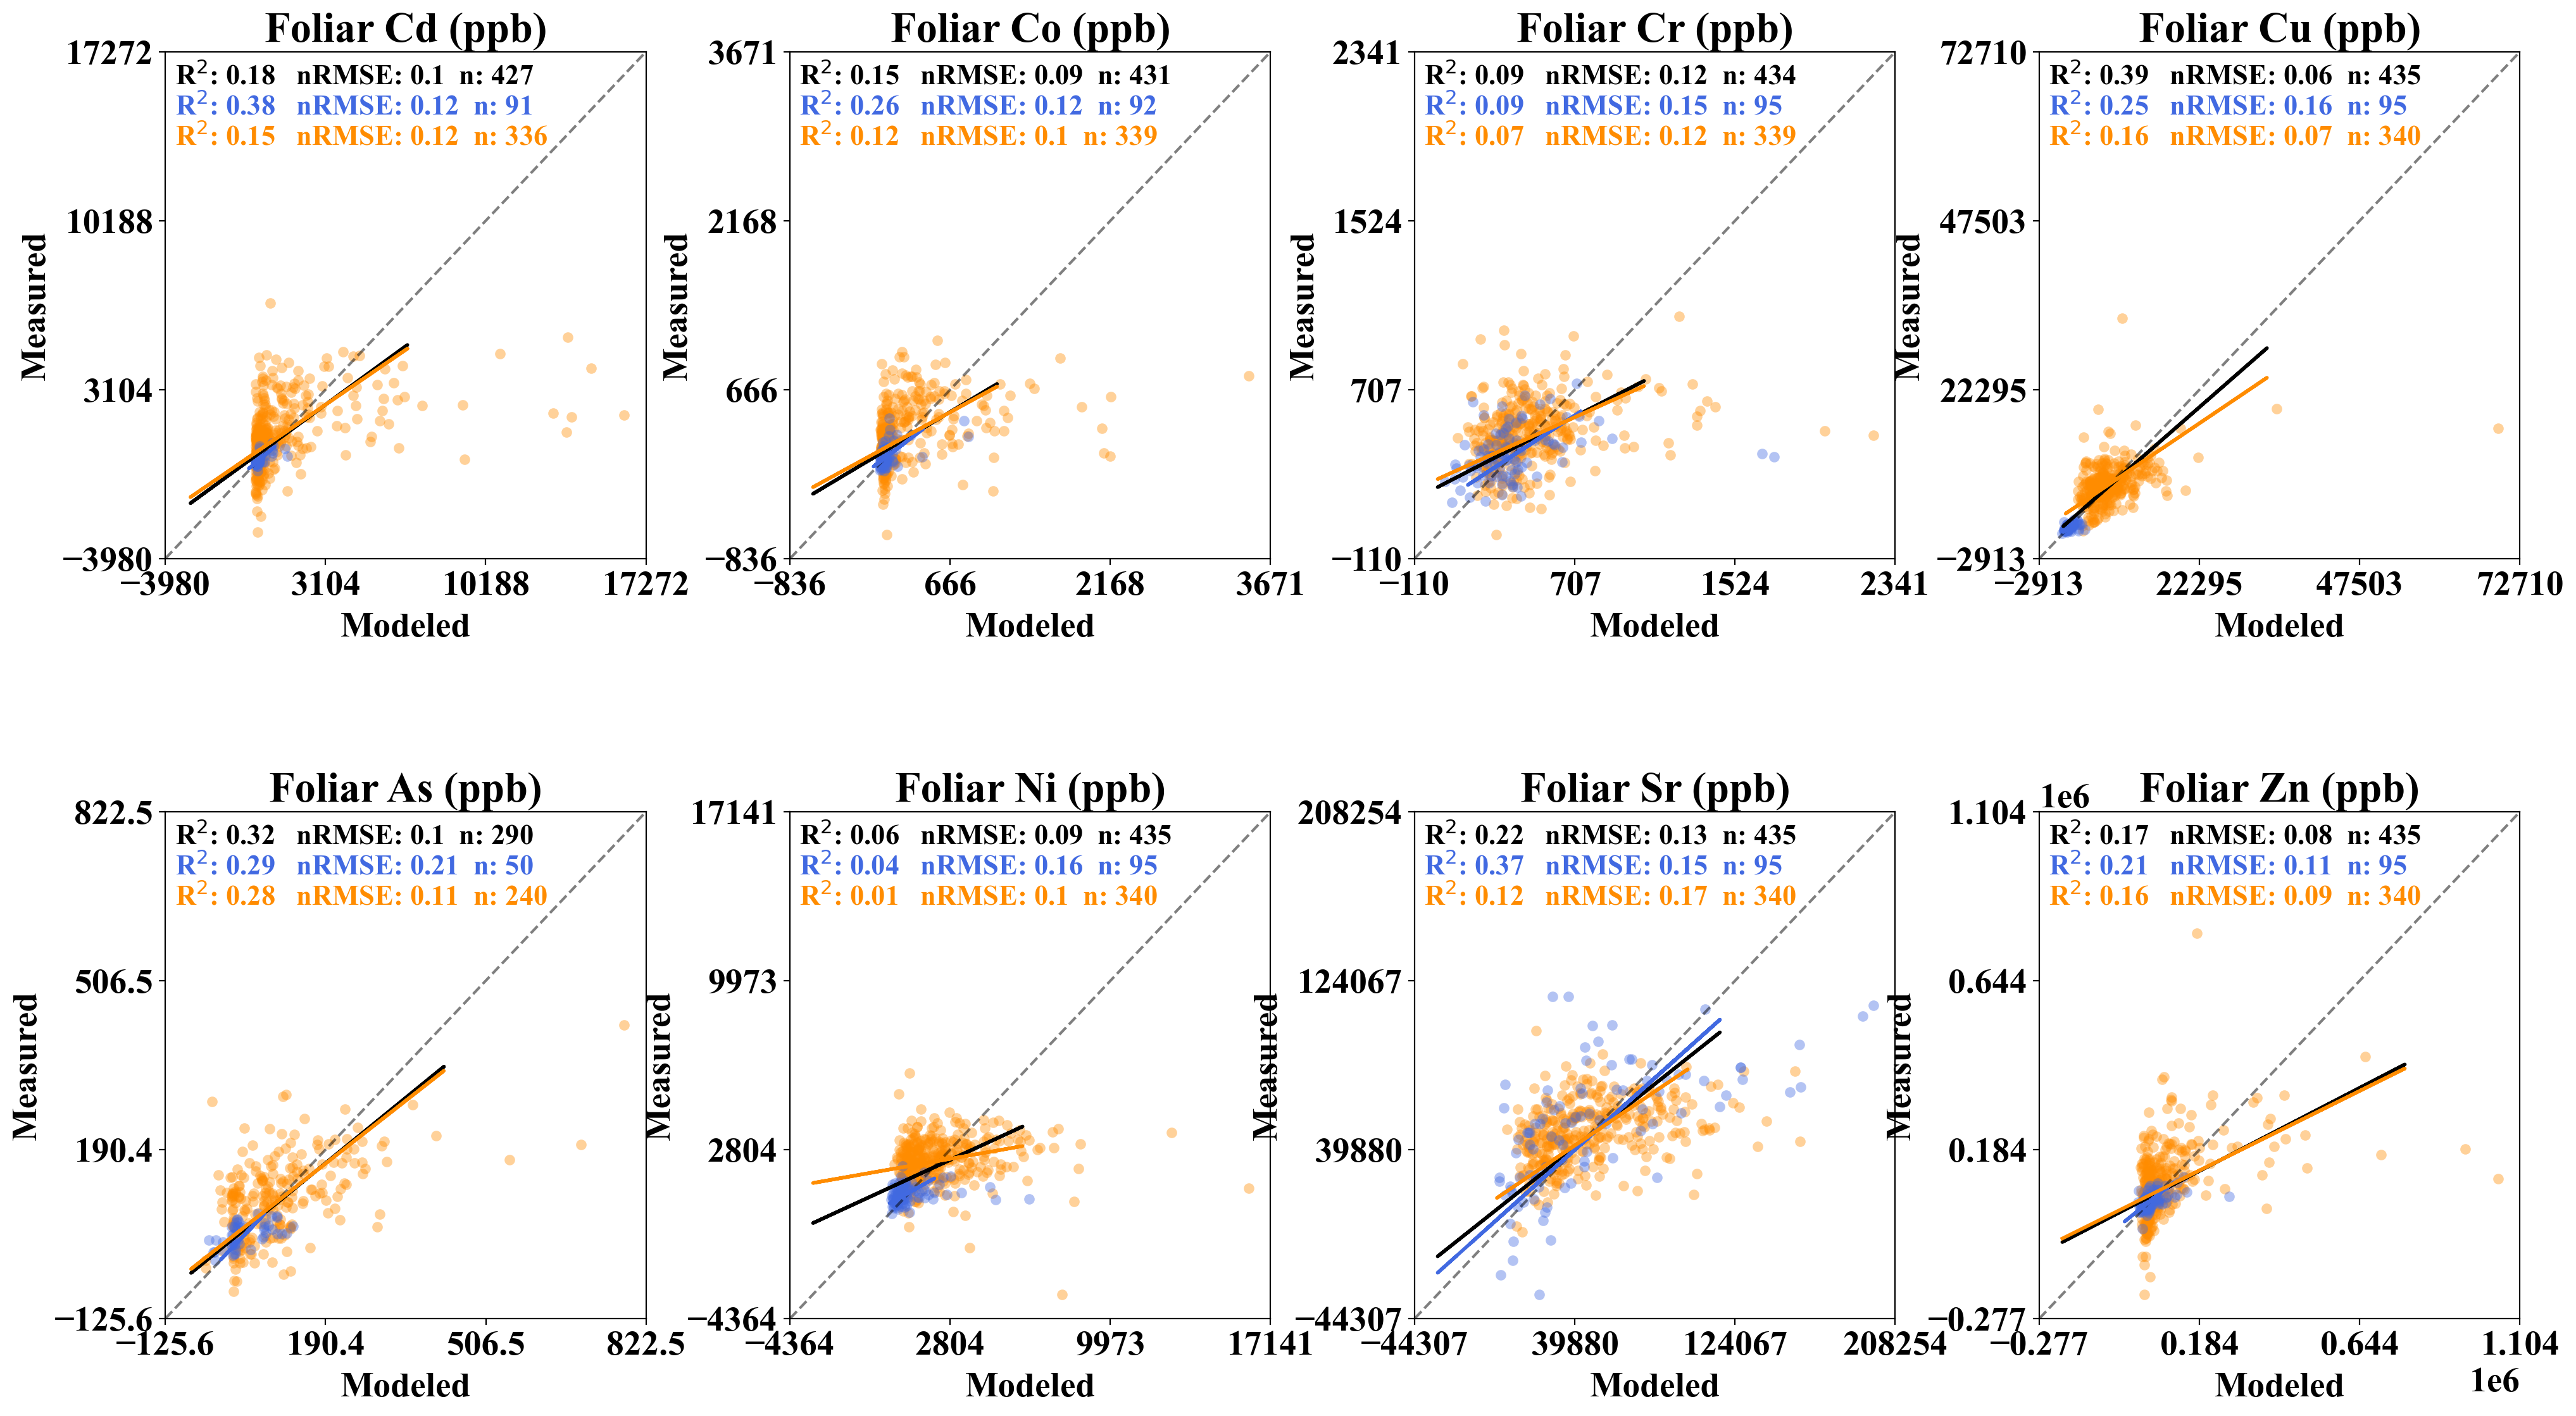 Foliar Cd (ppb)
17272
10188
3104
−3980
Measured
R²: 0.18 nRMSE: 0.1 n: 427
R²: 0.38 nRMSE: 0.12 n: 91
R²: 0.15 nRMSE: 0.12 n: 336
−3980 3104 10188 17272
Modeled
Foliar Co (ppb)
3671
2168
666
−836
Measured
R²: 0.15 nRMSE: 0.09 n: 431
R²: 0.26 nRMSE: 0.12 n: 92
R²: 0.12 nRMSE: 0.1 n: 339
−836 666 2168 3671
Modeled
Foliar Cr (ppb)
2341
1524
707
−110
Measured
R²: 0.09 nRMSE: 0.12 n: 434
R²: 0.09 nRMSE: 0.15 n: 95
R²: 0.07 nRMSE: 0.12 n: 339
−110 707 1524 2341
Modeled
Foliar Cu (ppb)
72710
47503
22295
−2913
Measured
R²: 0.39 nRMSE: 0.06 n: 435
R²: 0.25 nRMSE: 0.16 n: 95
R²: 0.16 nRMSE: 0.07 n: 340
−2913 22295 47503 72710
Modeled
Foliar As (ppb)
822.5
506.5
190.4
−125.6
Measured
R²: 0.32 nRMSE: 0.1 n: 290
R²: 0.29 nRMSE: 0.21 n: 50
R²: 0.28 nRMSE: 0.11 n: 240
−125.6 190.4 506.5 822.5
Modeled
Foliar Ni (ppb)
17141
9973
2804
−4364
Measured
R²: 0.06 nRMSE: 0.09 n: 435
R²: 0.04 nRMSE: 0.16 n: 95
R²: 0.01 nRMSE: 0.1 n: 340
−4364 2804 9973 17141
Modeled
Foliar Sr (ppb)
208254
124067
39880
−44307
Measured
R²: 0.22 nRMSE: 0.13 n: 435
R²: 0.37 nRMSE: 0.15 n: 95
R²: 0.12 nRMSE: 0.17 n: 340
−44307 39880 124067 208254
Modeled
Foliar Zn (ppb)
1e6
1.104
0.644
0.184
−0.277
Measured
R²: 0.17 nRMSE: 0.08 n: 435
R²: 0.21 nRMSE: 0.11 n: 95
R²: 0.16 nRMSE: 0.09 n: 340
−0.277 0.184 0.644 1.104
Modeled
1e6